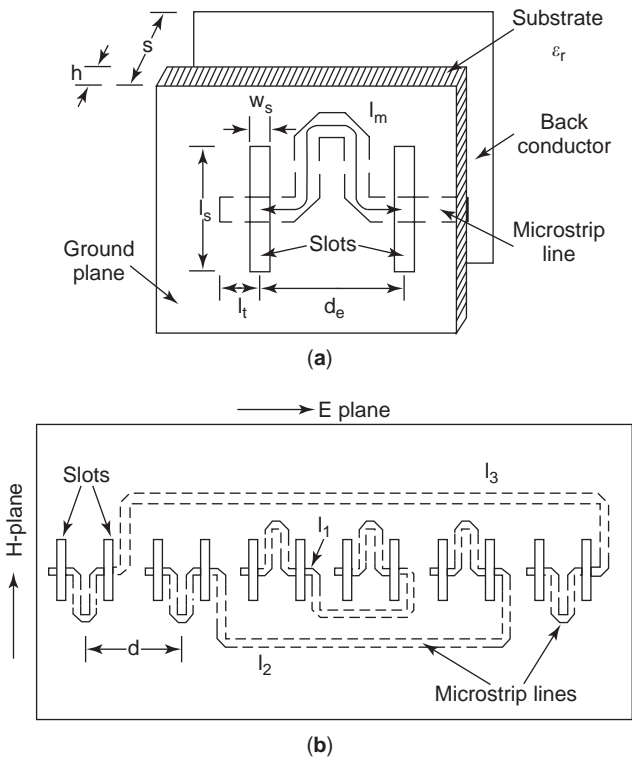 s
h
Substrate
εr
ws
lm
Back
conductor
ls
Slots
Microstrip
line
Ground
plane
lt
de
(a)
E plane
H-plane
Slots
l3
l1
d
l2
Microstrip lines
(b)